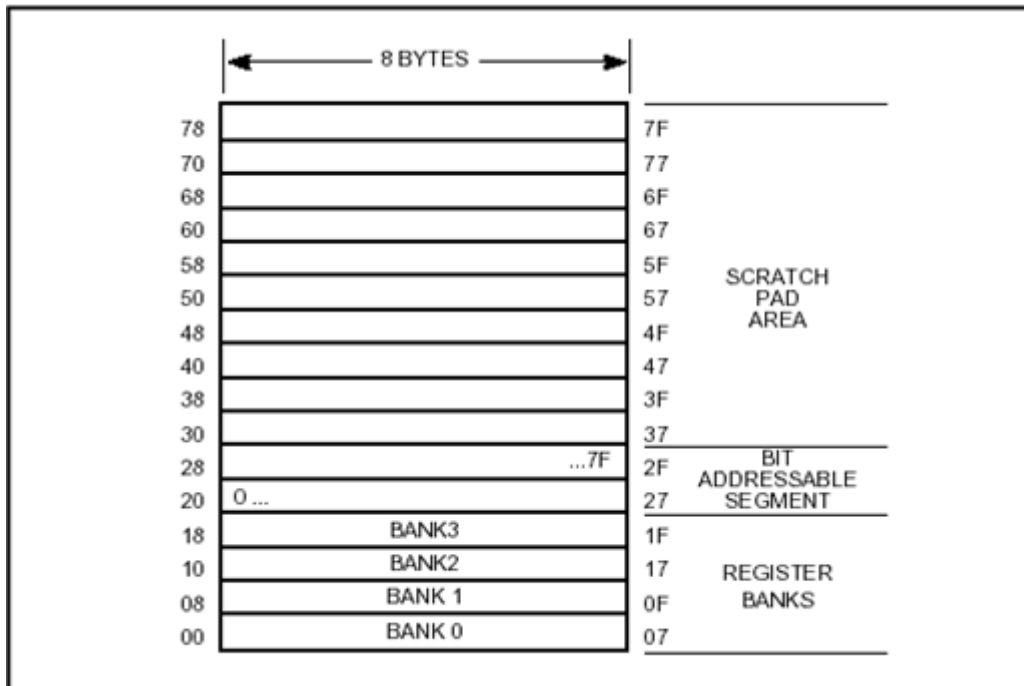 8 BYTES
78 7F
70 77
68 6F
60 67
58 5F
SCRATCH
50 57 PAD
AREA
48 4F
40 47
38 3F
30 37
28 ...7F 2F BIT
ADDRESSABLE
20 0 ... 27 SEGMENT
18 BANK3 1F
10 BANK2 17 REGISTER
08 BANK 1 0F BANKS
00 BANK 0 07